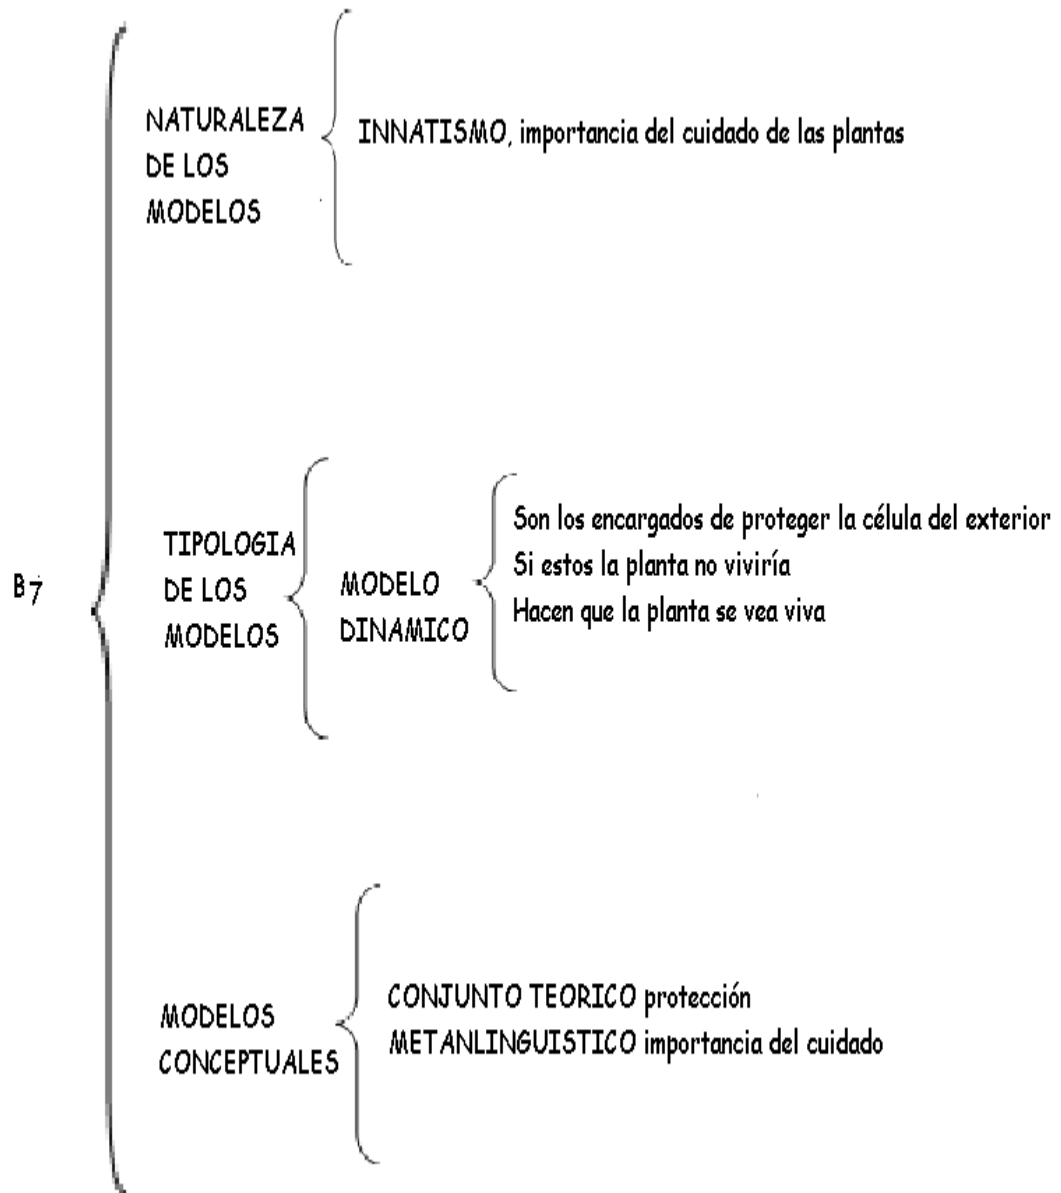 B7
NATURALEZA
DE LOS
MODELOS
INNATISMO, importancia del cuidado de las plantas
TIPOLOGIA
DE LOS
MODELOS
MODELO
DINAMICO
Son los encargados de proteger la célula del exterior
Si estos la planta no viviría
Hacen que la planta se vea viva
MODELOS
CONCEPTUALES
CONJUNTO TEORICO protección
METANLINGUISTICO importancia del cuidado